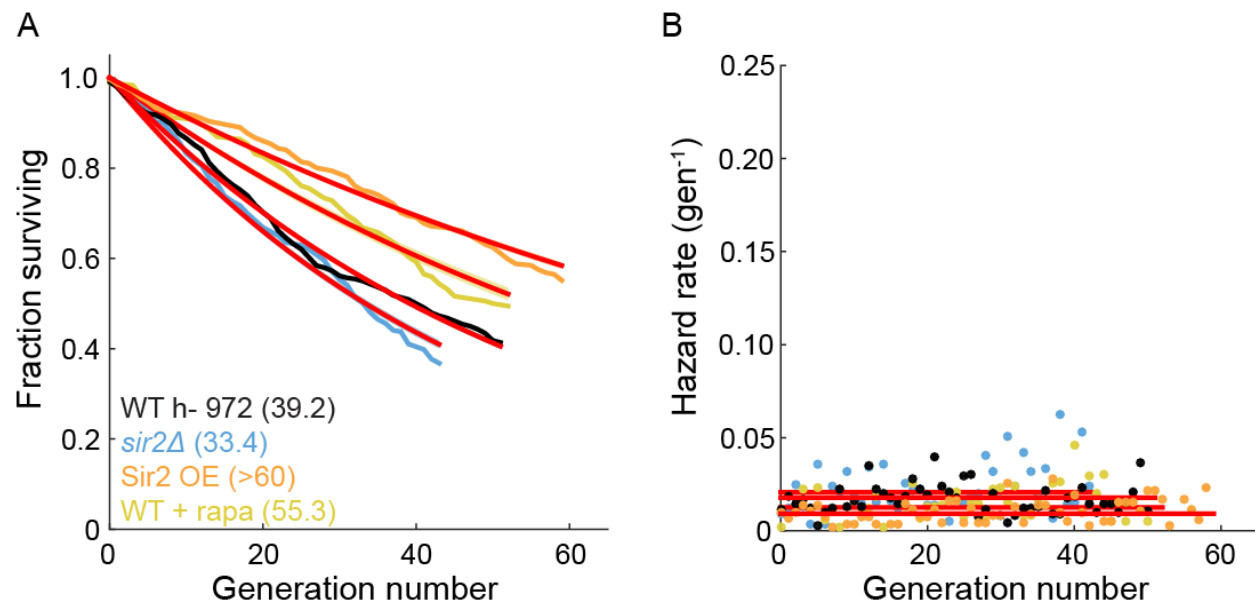 A
Fraction surviving
1.0
0.8
0.6
0.4
0.2
0
WT h- 972 (39.2)
sir2Δ (33.4)
Sir2 OE (>60)
WT + rapa (55.3)
0 20 40 60
Generation number
B
Hazard rate (gen⁻¹)
0.25
0.20
0.15
0.10
0.05
0
0 20 40 60
Generation number